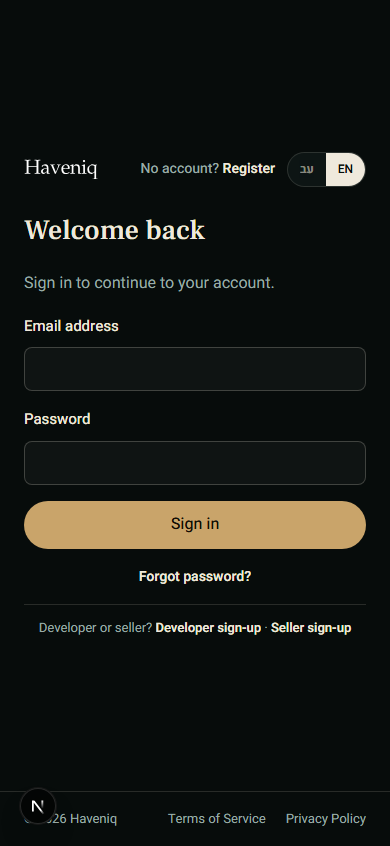 Haveniq
No account? Register
עב
EN
Welcome back
Sign in to continue to your account.
Email address
Password
Sign in
Forgot password?
Developer or seller? Developer sign-up · Seller sign-up
N
26 Haveniq
Terms of Service
Privacy Policy